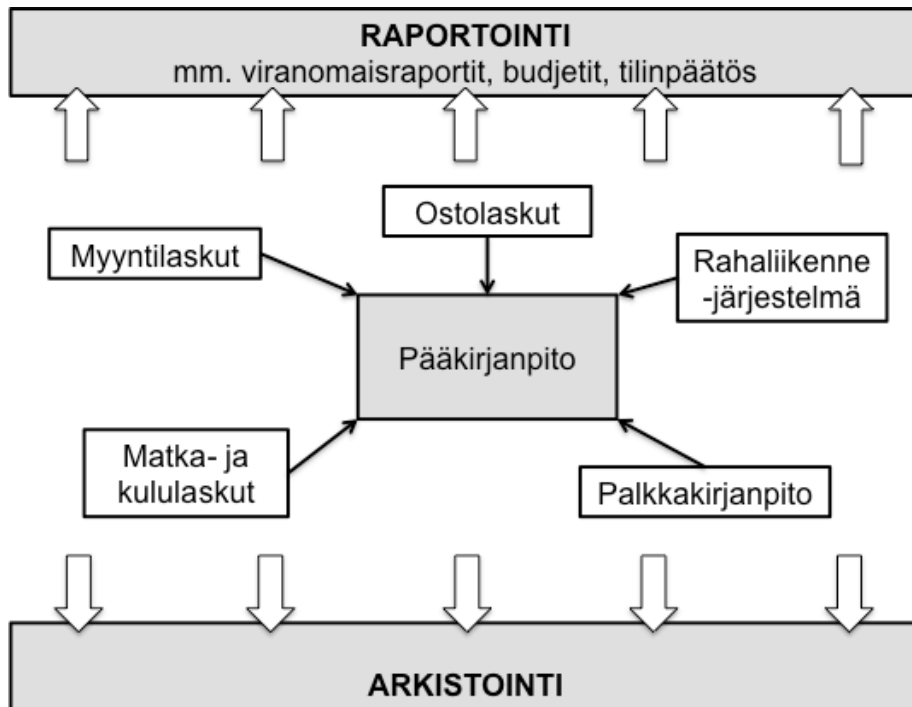 RAPORTOINTI
mm. viranomaisraportit, budjetit, tilinpäätös
Ostolaskut
Myyntilaskut
Rahaliikenne
-järjestelmä
Pääkirjanpito
Matka- ja
kululaskut
Palkkakirjanpito
ARKISTOINTI